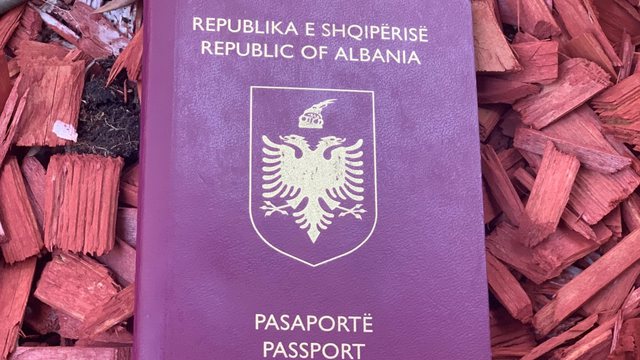 REPUBLIKA E SHQIPËRISË
REPUBLIC OF ALBANIA
PASAPORTË
PASSPORT